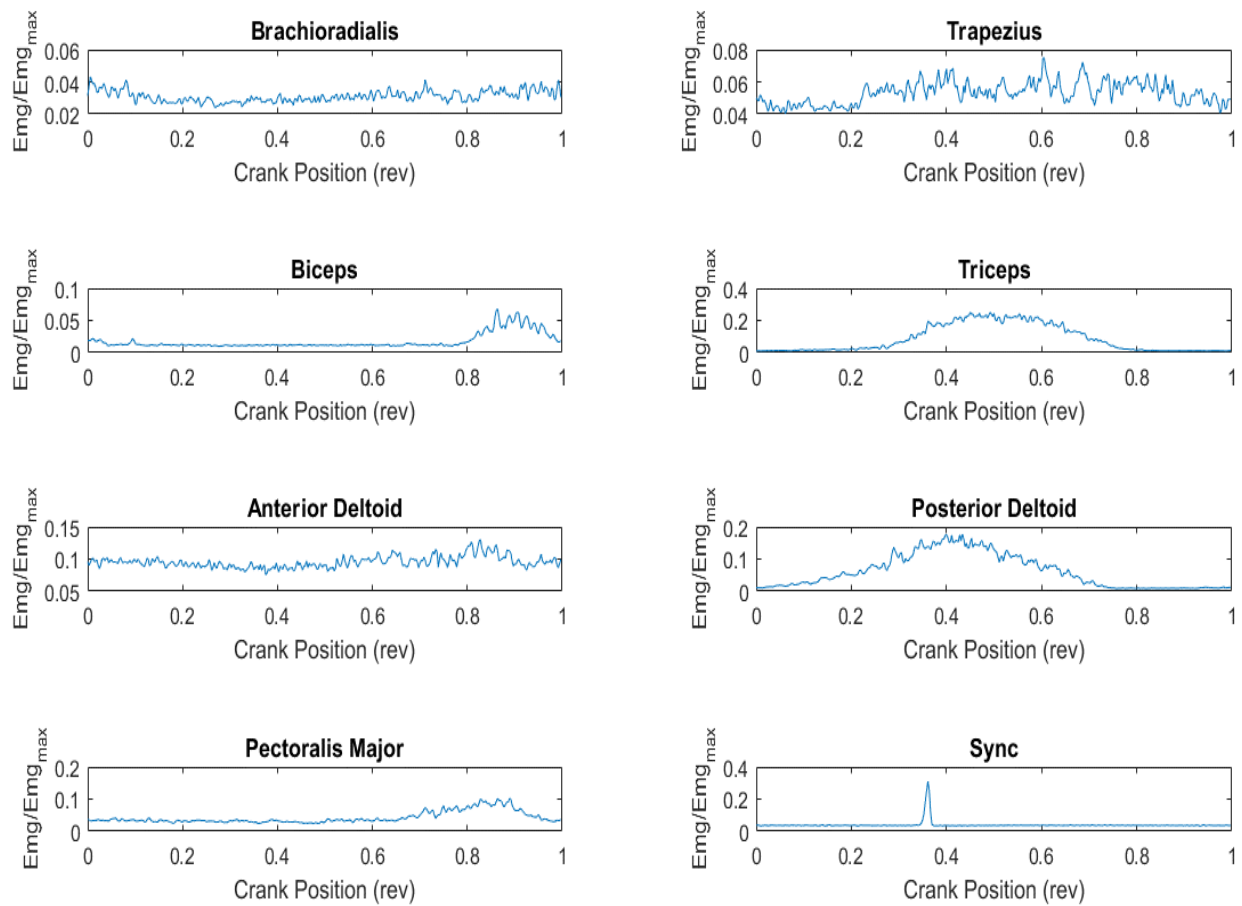 Brachioradialis
Emg/Emg_max
0.06
0.04
0.02
0 0.2 0.4 0.6 0.8 1
Crank Position (rev)
Trapezius
Emg/Emg_max
0.08
0.06
0.04
0 0.2 0.4 0.6 0.8 1
Crank Position (rev)
Biceps
Emg/Emg_max
0.1
0.05
0
0 0.2 0.4 0.6 0.8 1
Crank Position (rev)
Triceps
Emg/Emg_max
0.4
0.2
0
0 0.2 0.4 0.6 0.8 1
Crank Position (rev)
Anterior Deltoid
Emg/Emg_max
0.15
0.1
0.05
0 0.2 0.4 0.6 0.8 1
Crank Position (rev)
Posterior Deltoid
Emg/Emg_max
0.2
0.1
0
0 0.2 0.4 0.6 0.8 1
Crank Position (rev)
Pectoralis Major
Emg/Emg_max
0.2
0.1
0
0 0.2 0.4 0.6 0.8 1
Crank Position (rev)
Sync
Emg/Emg_max
0.4
0.2
0
0 0.2 0.4 0.6 0.8 1
Crank Position (rev)